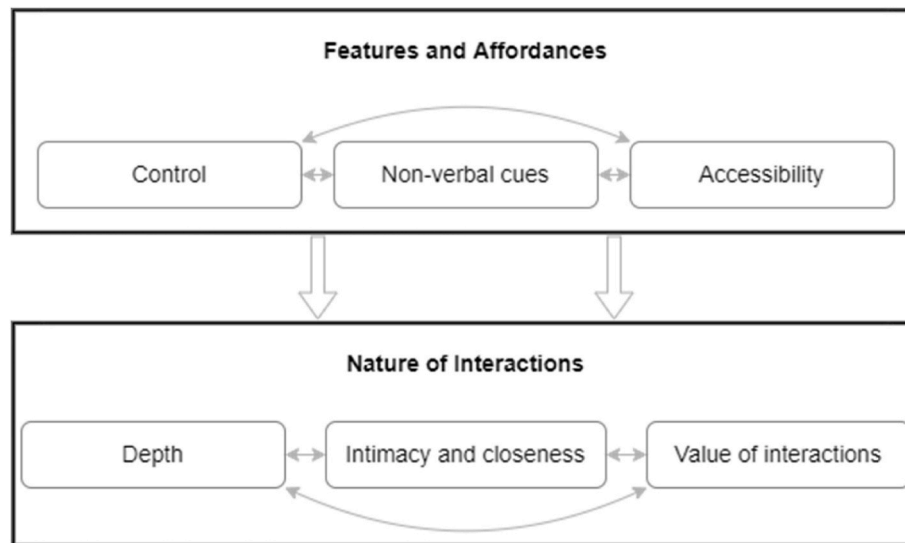 Features and Affordances
Control
Non-verbal cues
Accessibility
Nature of Interactions
Depth
Intimacy and closeness
Value of interactions